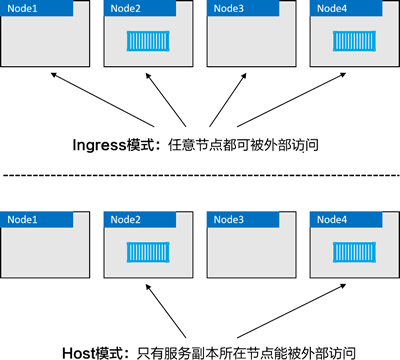 Node1
Node2
Node3
Node4
Ingress模式：任意节点都可被外部访问
Node1
Node2
Node3
Node4
Host模式：只有服务副本所在节点能被外部访问